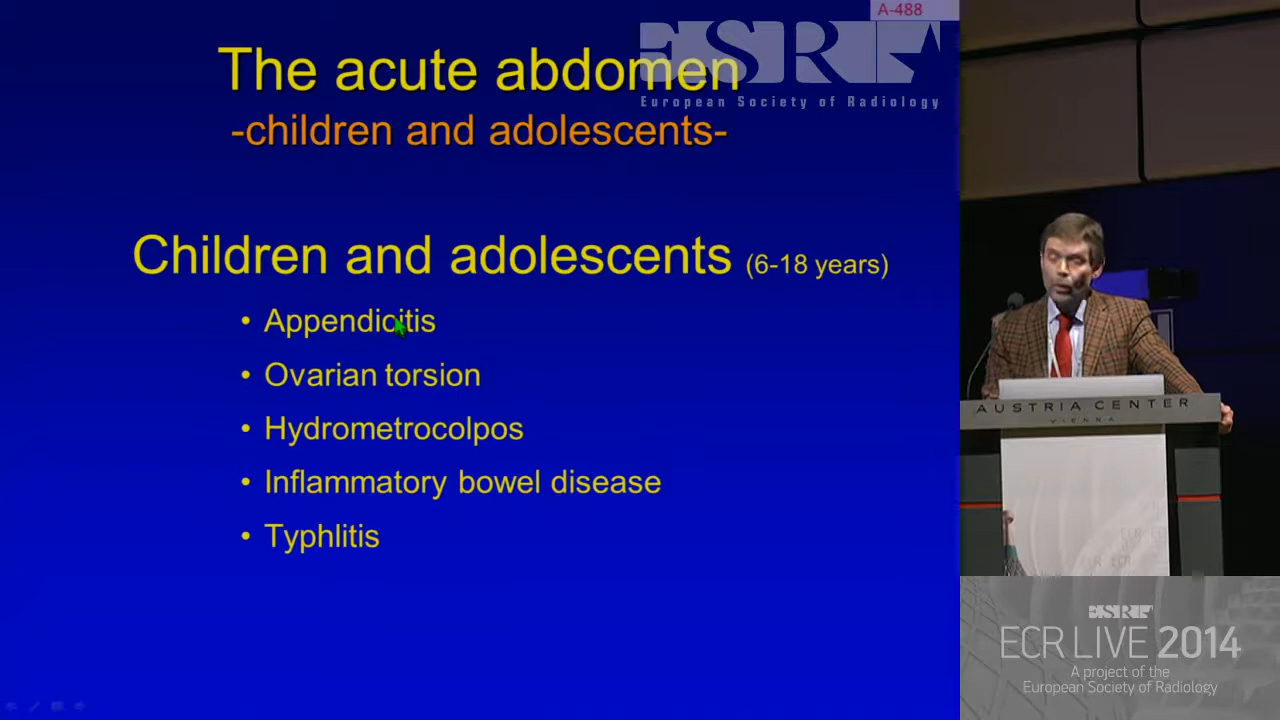 A-488
ESR
European Society of Radiology
The acute abdomen
-children and adolescents-
Children and adolescents (6-18 years)
• Appendicitis
• Ovarian torsion
• Hydrometrocolpos
• Inflammatory bowel disease
• Typhlitis
AUSTRIA CENTER
VIENNA
ESR
ECR LIVE 2014
A project of the
European Society of Radiology